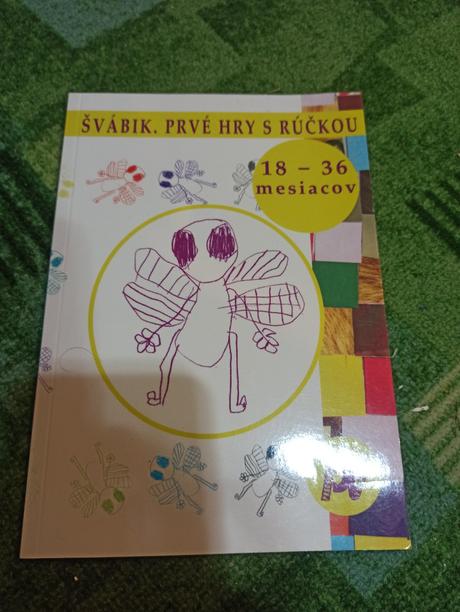 ŠVÁBIK. PRVÉ HRY S RÚČKOU
18 – 36
mesiacov